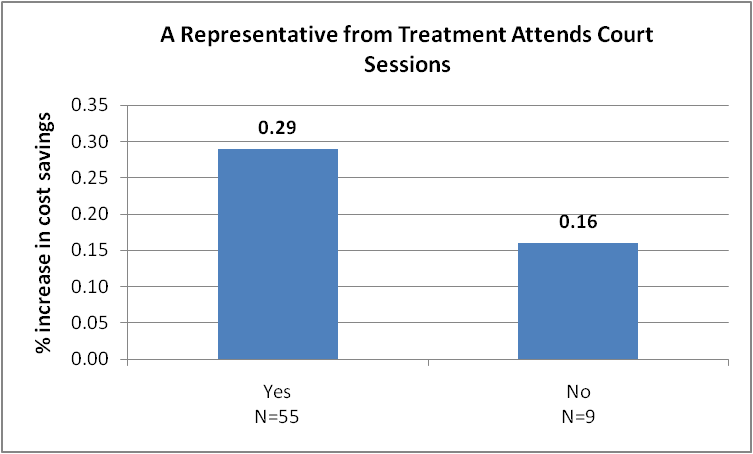 A Representative from Treatment Attends Court
Sessions
% increase in cost savings
0.35
0.30
0.25
0.20
0.15
0.10
0.05
0.00
0.29
0.16
Yes
N=55
No
N=9